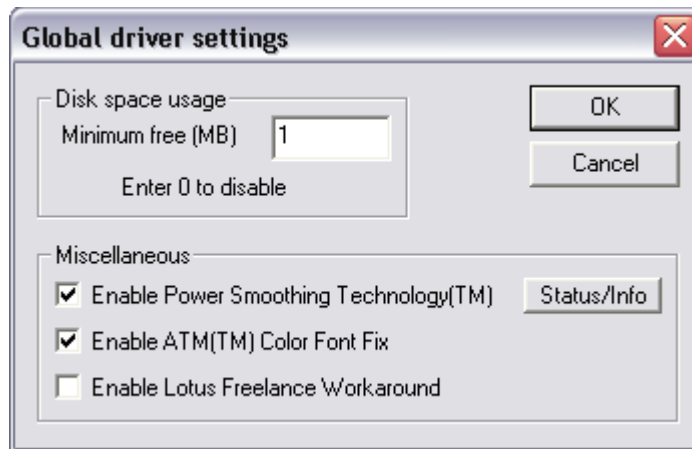 Global driver settings
Disk space usage
Minimum free (MB) 1
Enter 0 to disable
OK
Cancel
Miscellaneous
Enable Power Smoothing Technology(TM) Status/Info
Enable ATM(TM) Color Font Fix
Enable Lotus Freelance Workaround